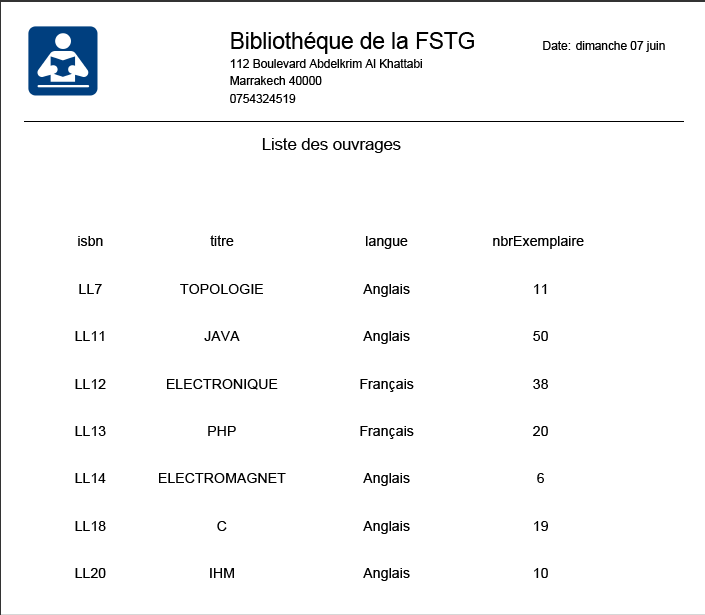 Bibliothéque de la FSTG
Date: dimanche 07 juin
112 Boulevard Abdelkrim Al Khattabi
Marrakech 40000
0754324519
Liste des ouvrages
isbn titre langue nbrExemplaire
LL7 TOPOLOGIE Anglais 11
LL11 JAVA Anglais 50
LL12 ELECTRONIQUE Français 38
LL13 PHP Français 20
LL14 ELECTROMAGNET Anglais 6
LL18 C Anglais 19
LL20 IHM Anglais 10